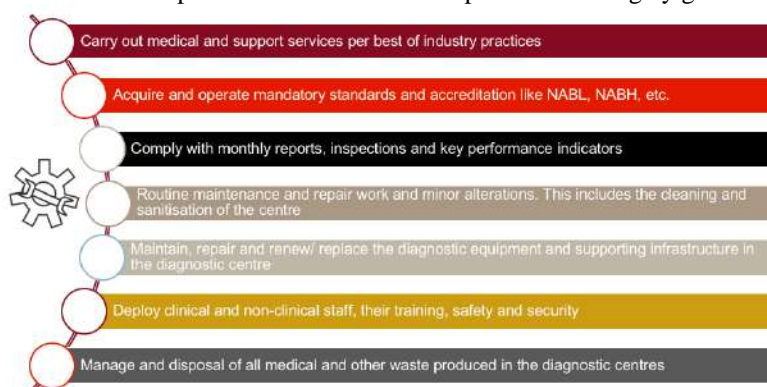 Carry out medical and support services per best of industry practices
Acquire and operate mandatory standards and accreditation like NABL, NABH, etc.
Comply with monthly reports, inspections and key performance indicators
Routine maintenance and repair work and minor alterations. This includes the cleaning and
sanitisation of the centre
Maintain, repair and renew/ replace the diagnostic equipment and supporting infrastructure in
the diagnostic centre
Deploy clinical and non-clinical staff, their training, safety and security
Manage and disposal of all medical and other waste produced in the diagnostic centres